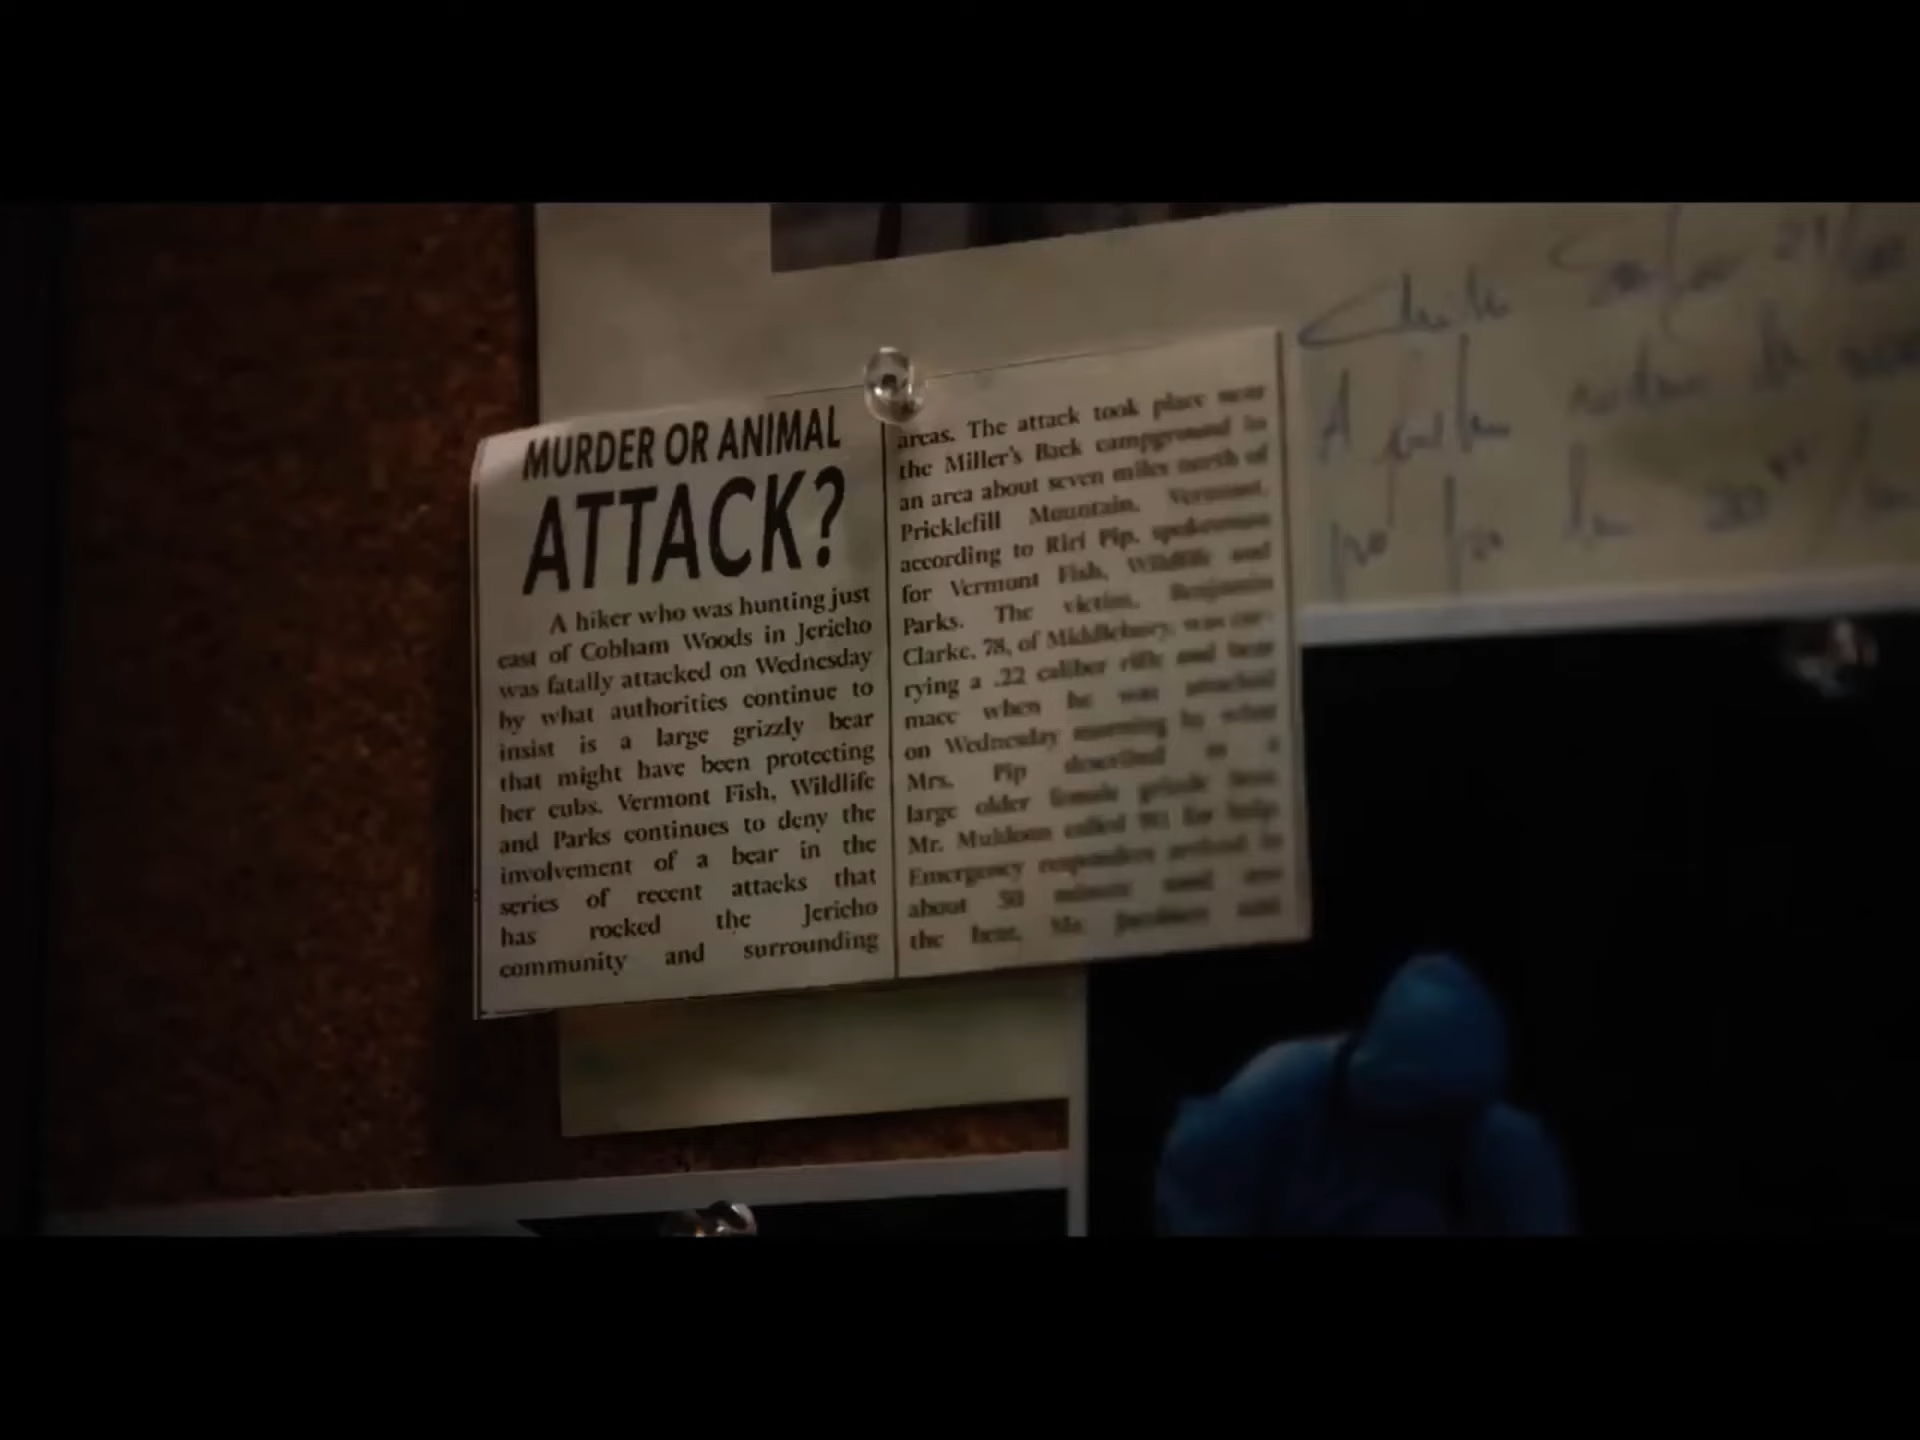 MURDER OR ANIMAL
ATTACK?
A hiker who was hunting just
east of Cobham Woods in Jericho
was fatally attacked on Wednesday
by what authorities continue to
insist is a large grizzly bear
that might have been protecting
her cubs. Vermont Fish, Wildlife
and Parks continues to deny the
involvement of a bear in the
series of recent attacks that
has rocked the Jericho
community and surrounding
areas. The attack took place near
the Miller's Back campground in
an area about seven miles north of
Pricklefill Mountain, Vermont,
according to Riri Pip, spokesman
for Vermont Fish, Wildlife and
Parks. The victim, Benjamin
Clarke, 78, of Middlebury, was car-
rying a .22 caliber rifle and bear
mace when he was attacked
on Wednesday morning by what
Mrs. Pip described as a
large older female grizzly bear.
Mr. Muldoon called 911 for help.
Emergency responders arrived in
about 50 minutes
the bear,